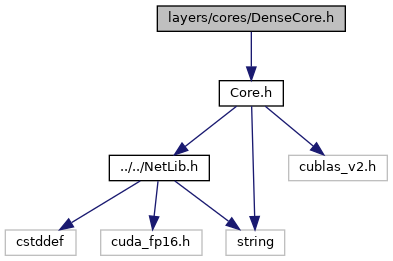 layers/cores/DenseCore.h
Core.h
../../NetLib.h
cublas_v2.h
cstddef
cuda_fp16.h
string